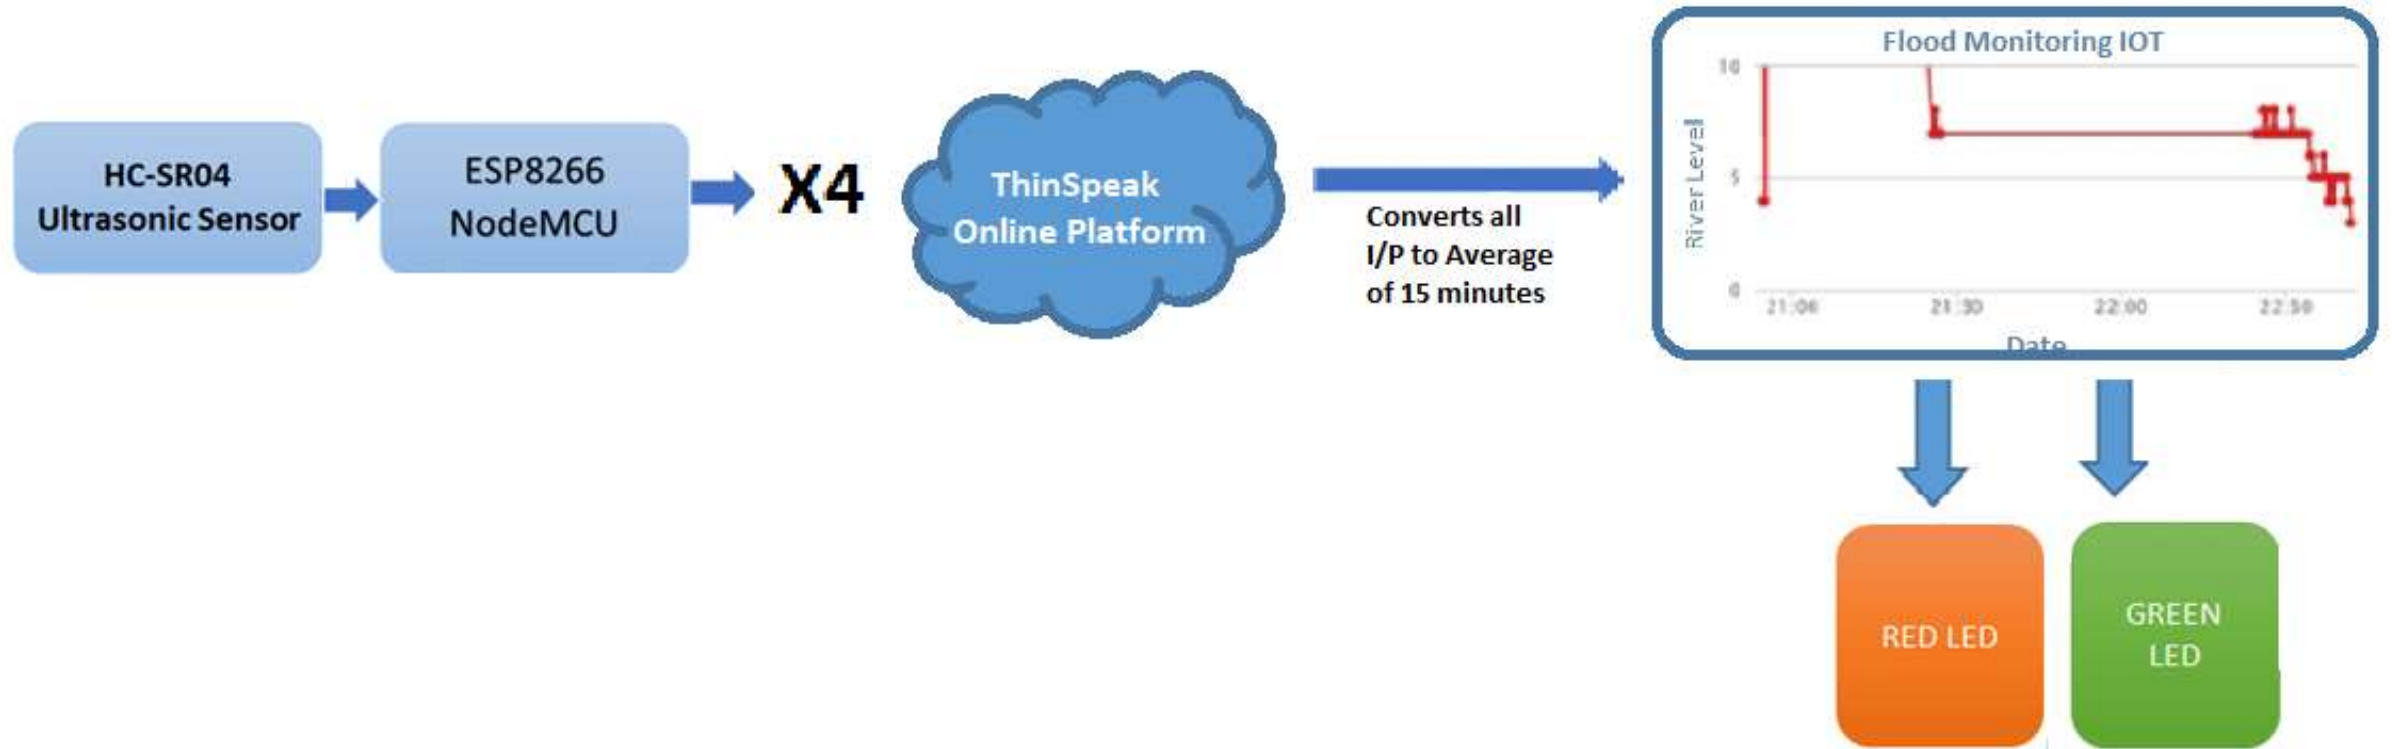 HC-SR04
Ultrasonic Sensor
ESP8266
NodeMCU
X4
ThinSpeak
Online Platform
Converts all
I/P to Average
of 15 minutes
Flood Monitoring IOT
River Level
10
5
0
21:30
22:00
Date
RED LED
GREEN
LED